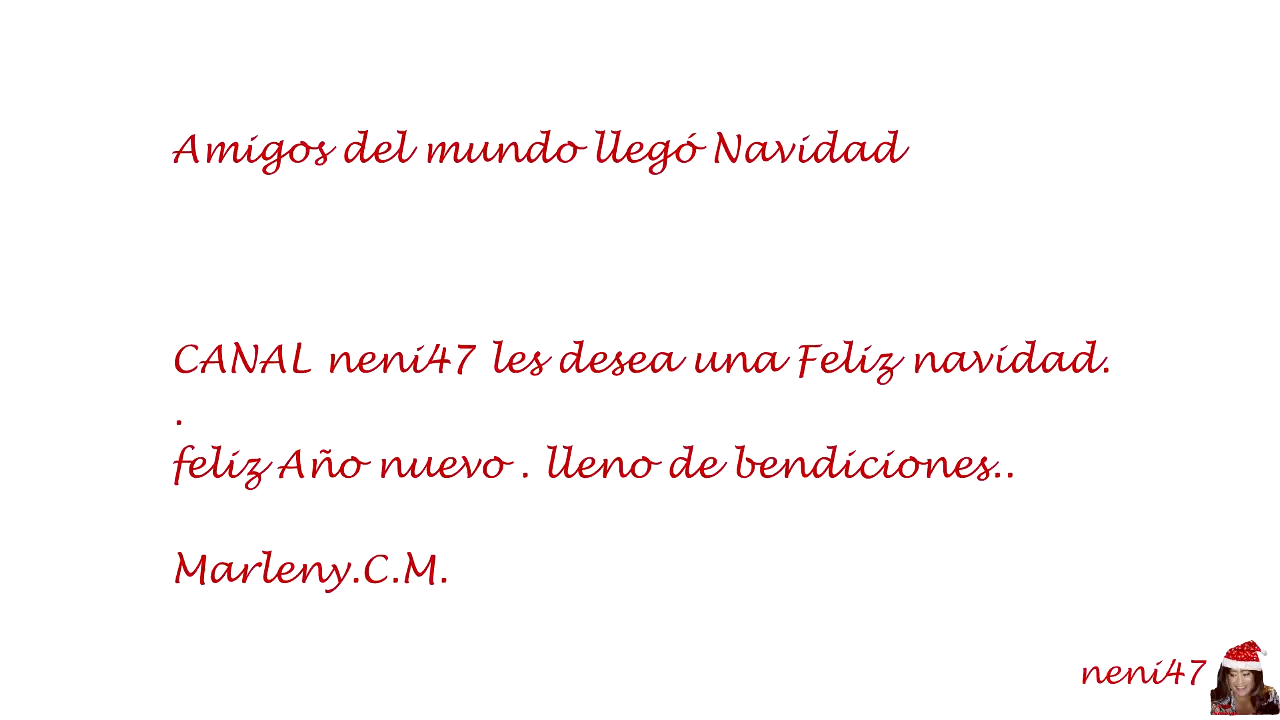 Amigos del mundo llegó Navidad
CANAL neni47 les desea una Feliz navidad.
.
feliz Año nuevo . lleno de bendiciones..
Marleny.C.M.
neni47